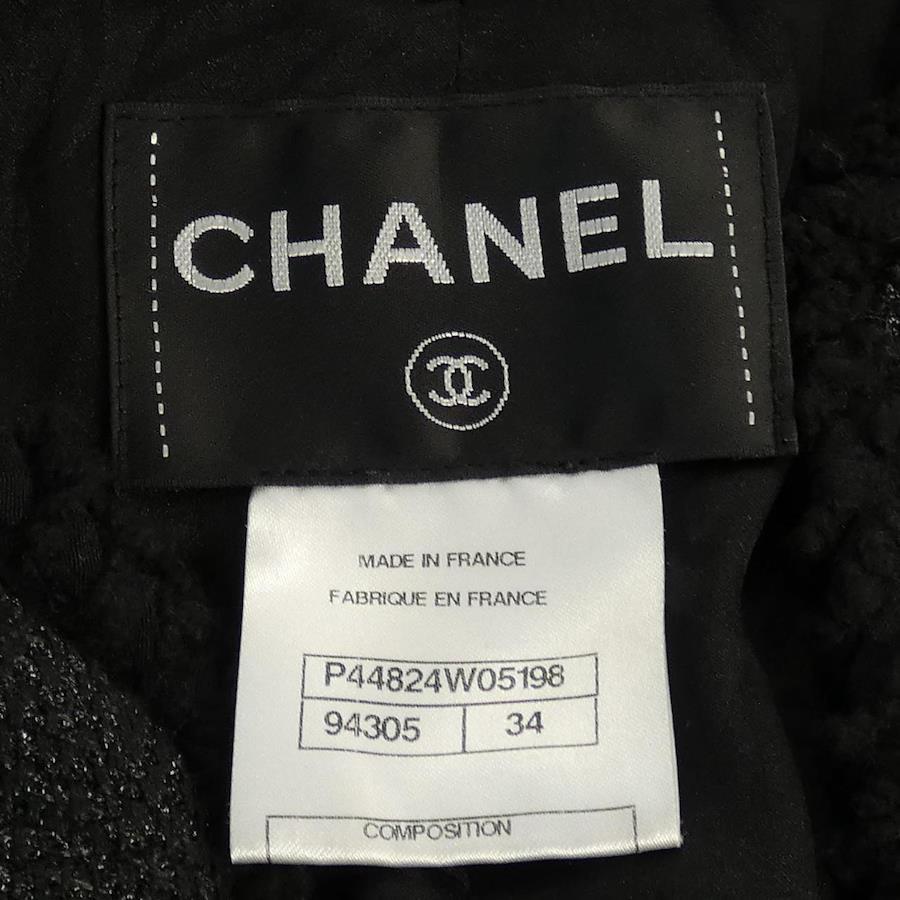 CHANEL
MADE IN FRANCE
FABRIQUE EN FRANCE
P44824W05198
94305 34
COMPOSITION